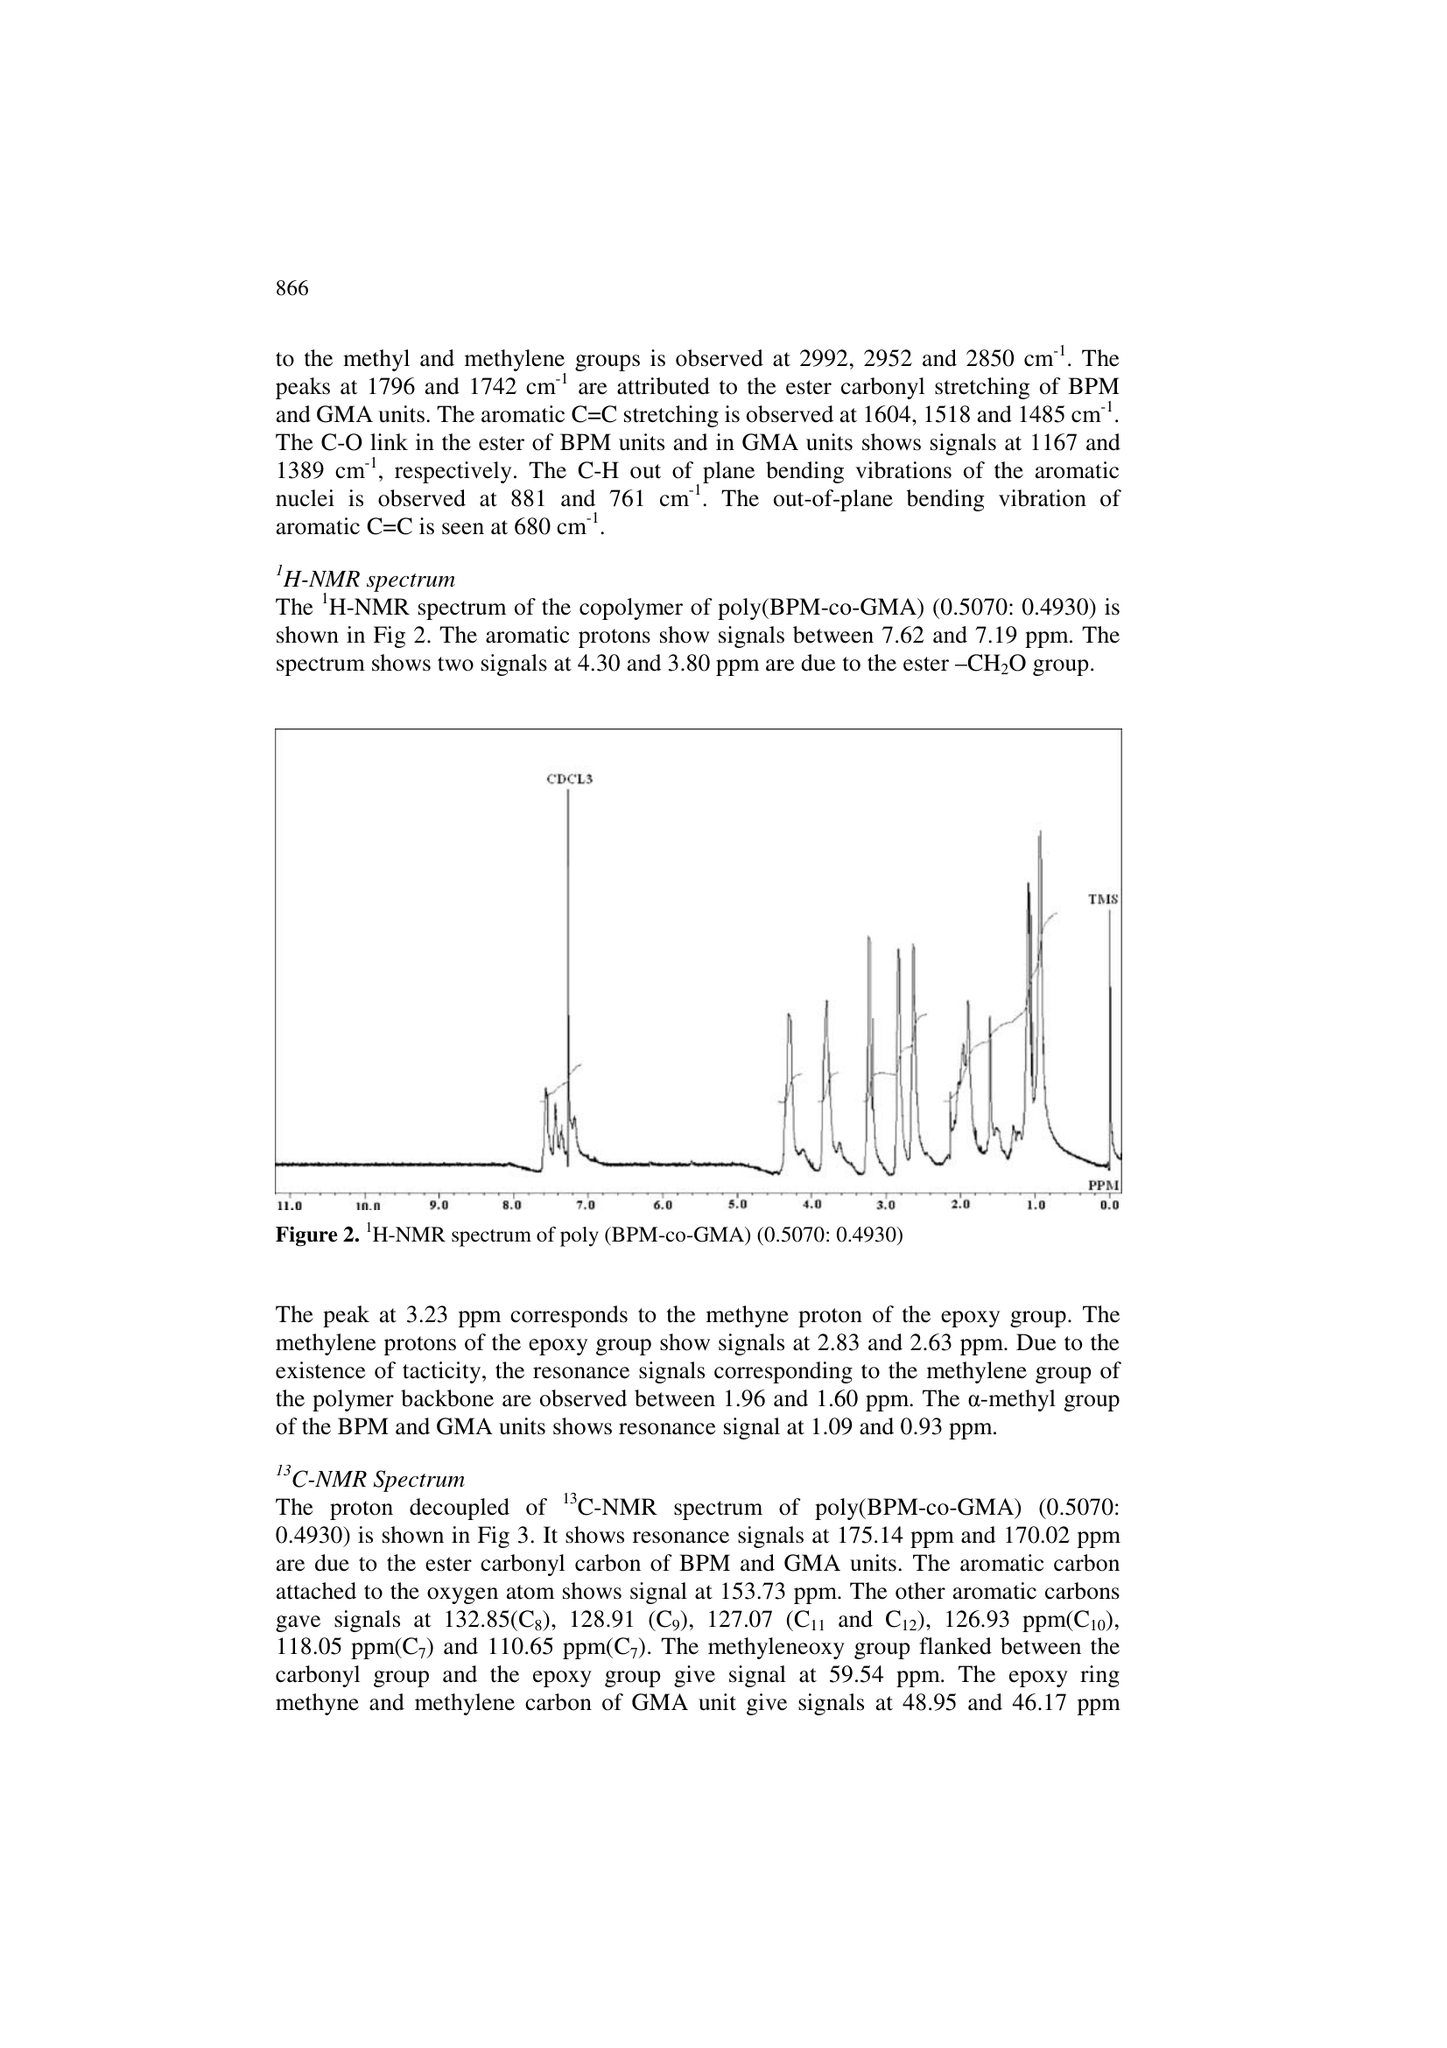 866
to the methyl and methylene groups is observed at 2992, 2952 and 2850 cm-1. The
peaks at 1796 and 1742 cm-1 are attributed to the ester carbonyl stretching of BPM
and GMA units. The aromatic C=C stretching is observed at 1604, 1518 and 1485 cm-1.
The C-O link in the ester of BPM units and in GMA units shows signals at 1167 and
1389 cm-1, respectively. The C-H out of plane bending vibrations of the aromatic
nuclei is observed at 881 and 761 cm-1. The out-of-plane bending vibration of
aromatic C=C is seen at 680 cm-1.
1H-NMR spectrum
The 1H-NMR spectrum of the copolymer of poly(BPM-co-GMA) (0.5070: 0.4930) is
shown in Fig 2. The aromatic protons show signals between 7.62 and 7.19 ppm. The
spectrum shows two signals at 4.30 and 3.80 ppm are due to the ester –CH2O group.
CDCL3
TMS
PPM
11.0 10.0 9.0 8.0 7.0 6.0 5.0 4.0 3.0 2.0 1.0 0.0
Figure 2. 1H-NMR spectrum of poly (BPM-co-GMA) (0.5070: 0.4930)
The peak at 3.23 ppm corresponds to the methyne proton of the epoxy group. The
methylene protons of the epoxy group show signals at 2.83 and 2.63 ppm. Due to the
existence of tacticity, the resonance signals corresponding to the methylene group of
the polymer backbone are observed between 1.96 and 1.60 ppm. The α-methyl group
of the BPM and GMA units shows resonance signal at 1.09 and 0.93 ppm.
13C-NMR Spectrum
The proton decoupled of 13C-NMR spectrum of poly(BPM-co-GMA) (0.5070:
0.4930) is shown in Fig 3. It shows resonance signals at 175.14 ppm and 170.02 ppm
are due to the ester carbonyl carbon of BPM and GMA units. The aromatic carbon
attached to the oxygen atom shows signal at 153.73 ppm. The other aromatic carbons
gave signals at 132.85(C8), 128.91 (C9), 127.07 (C11 and C12), 126.93 ppm(C10),
118.05 ppm(C7) and 110.65 ppm(C7). The methyleneoxy group flanked between the
carbonyl group and the epoxy group give signal at 59.54 ppm. The epoxy ring
methyne and methylene carbon of GMA unit give signals at 48.95 and 46.17 ppm